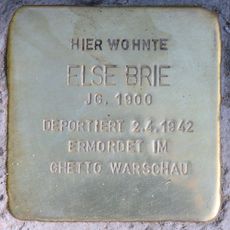 HIER WOHNTE
ELSE BRIE
JG. 1900
DEPORTIERT 2.4.1942
ERMORDET IM
GHETTO WARSCHAU